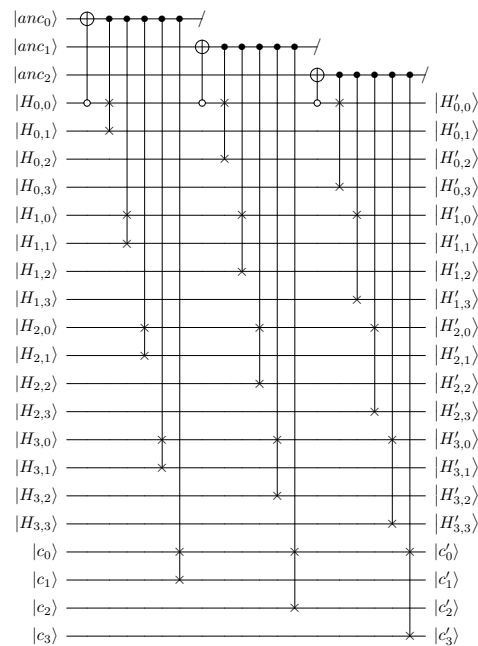 |anc₀⟩
|anc₁⟩
|anc₂⟩
|H₀,₀⟩ |H′₀,₀⟩
|H₀,₁⟩ |H′₀,₁⟩
|H₀,₂⟩ |H′₀,₂⟩
|H₀,₃⟩ |H′₀,₃⟩
|H₁,₀⟩ |H′₁,₀⟩
|H₁,₁⟩ |H′₁,₁⟩
|H₁,₂⟩ |H′₁,₂⟩
|H₁,₃⟩ |H′₁,₃⟩
|H₂,₀⟩ |H′₂,₀⟩
|H₂,₁⟩ |H′₂,₁⟩
|H₂,₂⟩ |H′₂,₂⟩
|H₂,₃⟩ |H′₂,₃⟩
|H₃,₀⟩ |H′₃,₀⟩
|H₃,₁⟩ |H′₃,₁⟩
|H₃,₂⟩ |H′₃,₂⟩
|H₃,₃⟩ |H′₃,₃⟩
|c₀⟩ |c′₀⟩
|c₁⟩ |c′₁⟩
|c₂⟩ |c′₂⟩
|c₃⟩ |c′₃⟩